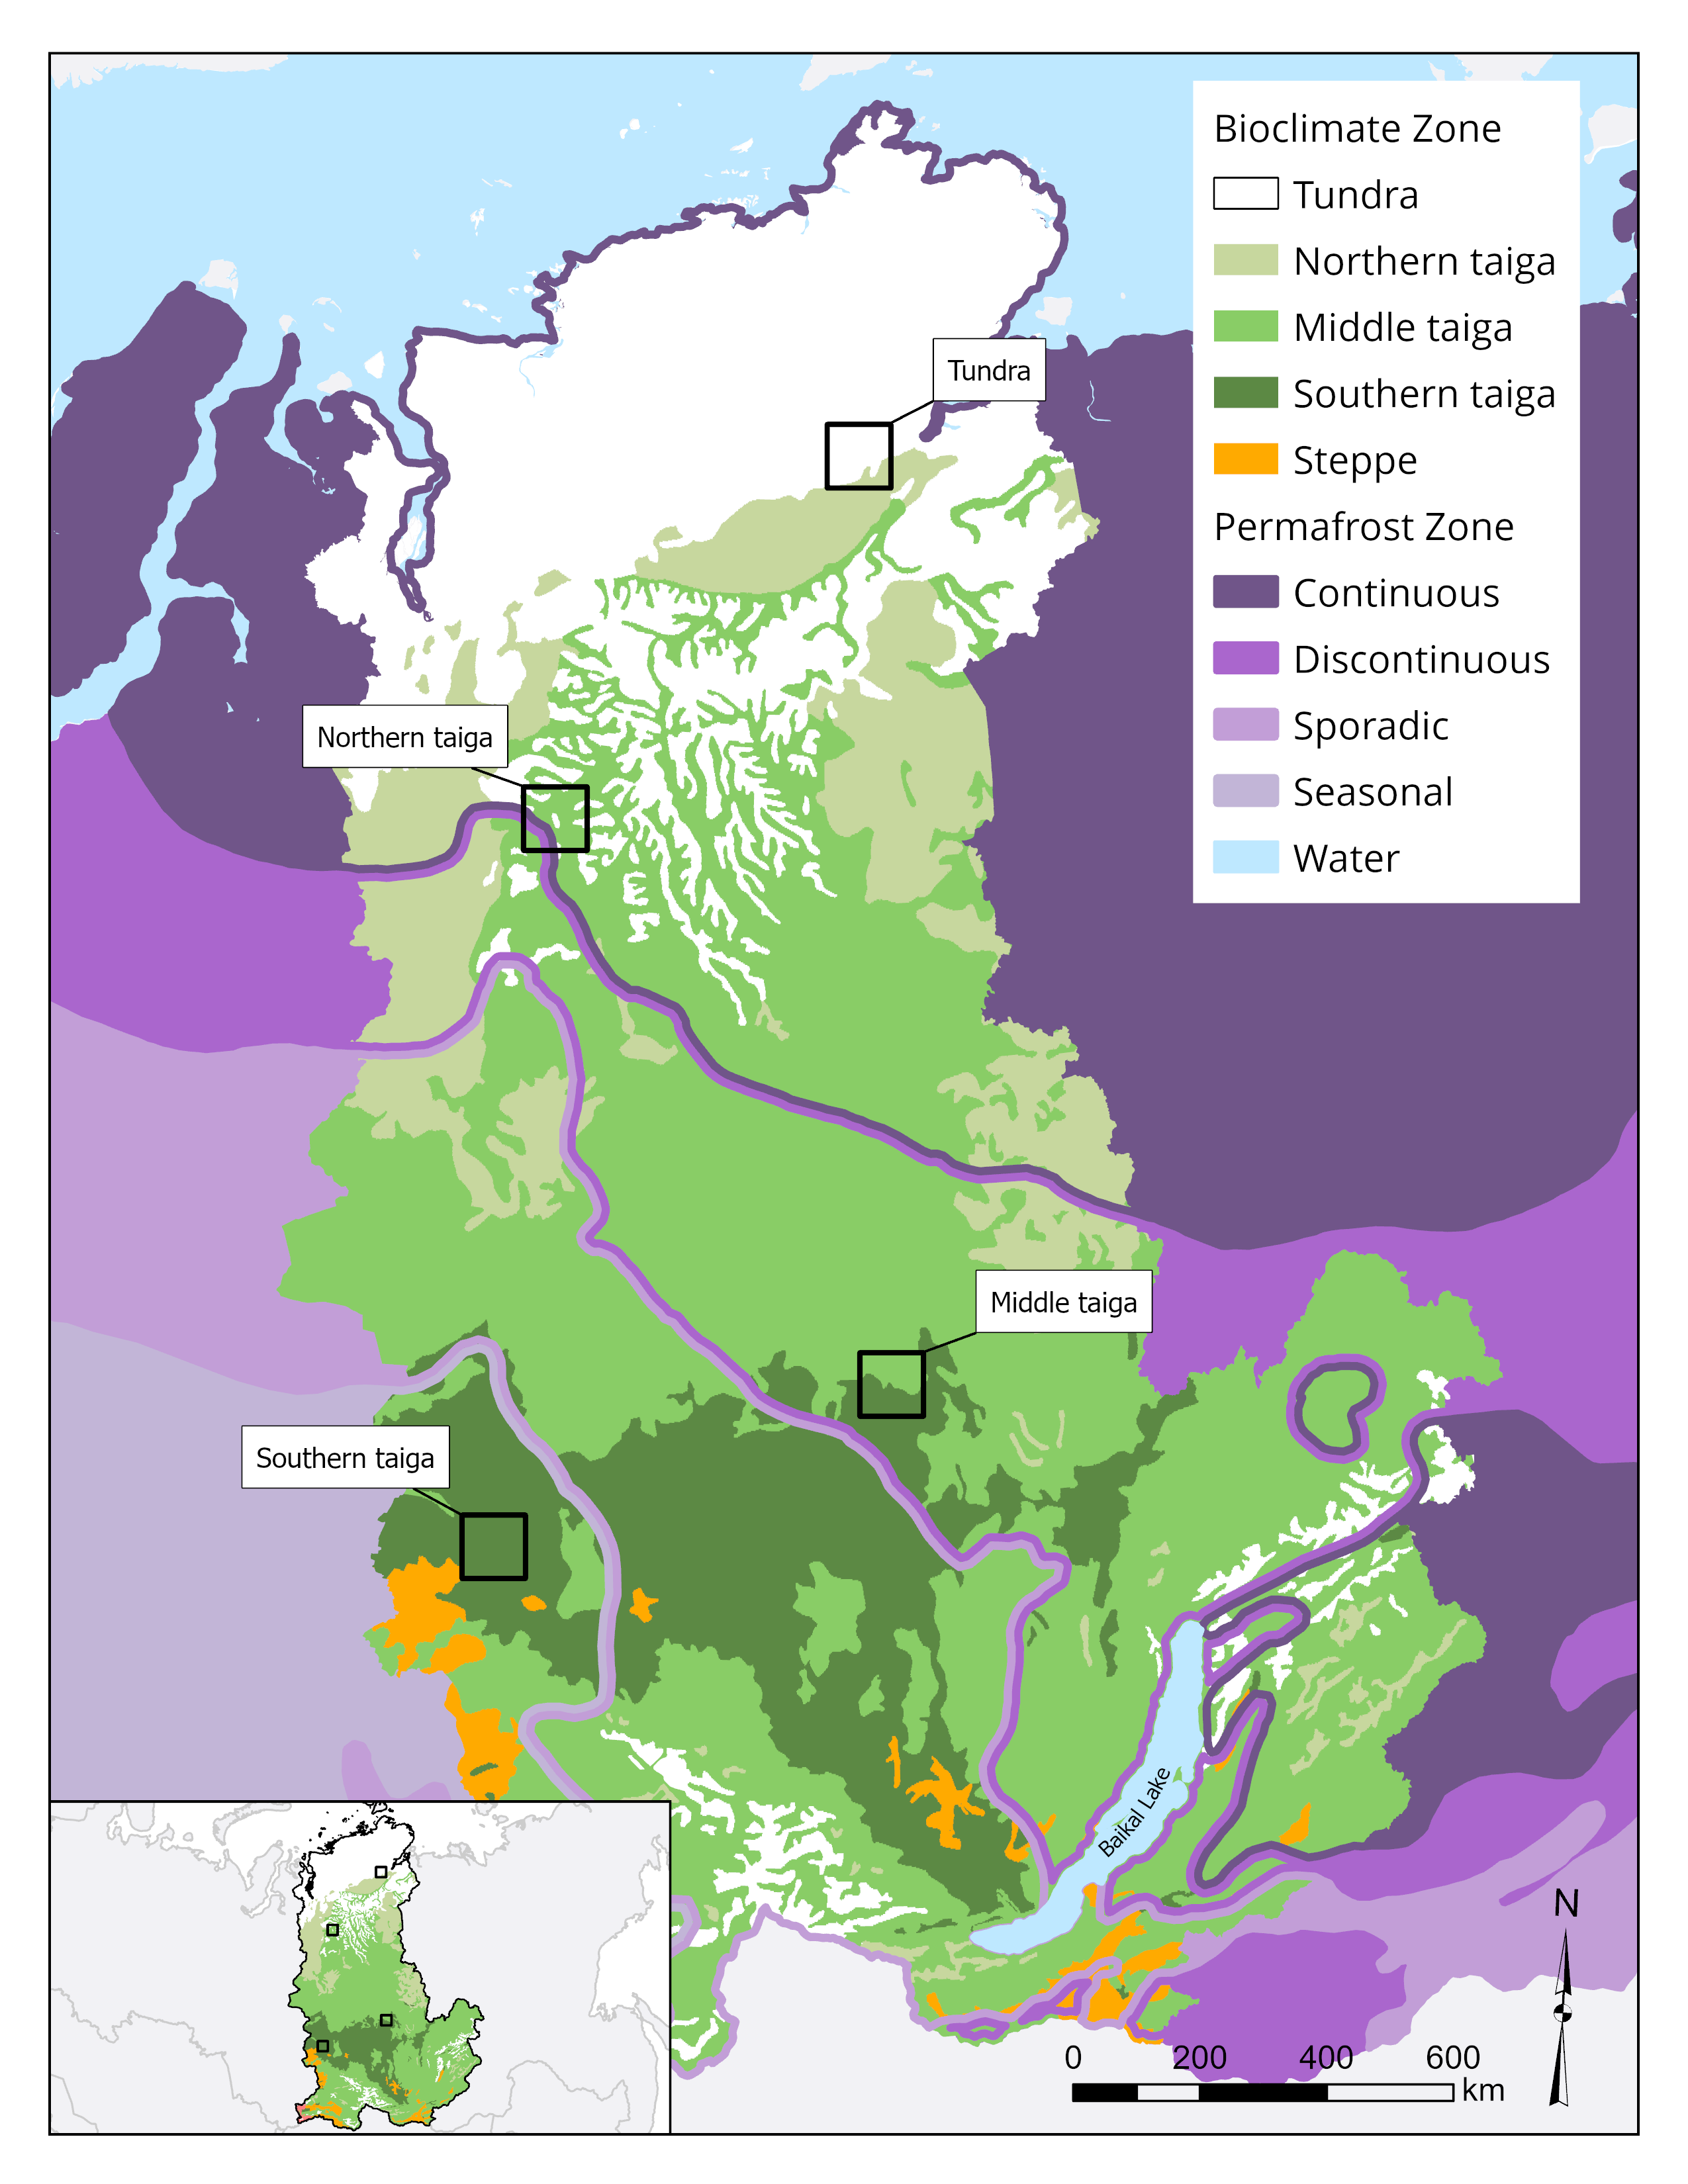 Bioclimate Zone
Tundra
Northern taiga
Middle taiga
Southern taiga
Steppe
Permafrost Zone
Continuous
Discontinuous
Sporadic
Seasonal
Water
Tundra
Northern taiga
Middle taiga
Southern taiga
Baikal Lake
N
0 200 400 600
km